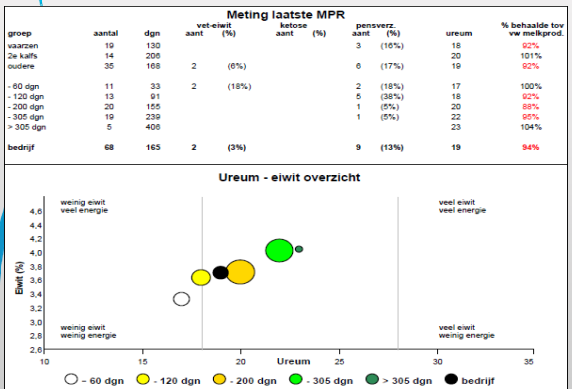 Meting laatste MPR
vet-eiwit ketose pensverz. % behaalde tov
groep aantal dgn aant (%) aant (%) aant (%) ureum vw melkprod.
vaarzen 19 130 3 (16%) 18 92%
2e kalfs 14 206 20 101%
oudere 35 168 2 (6%) 6 (17%) 19 92%
- 60 dgn 11 33 2 (18%) 2 (18%) 17 100%
- 120 dgn 13 91 5 (38%) 18 92%
- 200 dgn 20 155 1 (5%) 20 88%
- 305 dgn 19 239 1 (5%) 22 96%
> 305 dgn 5 406 23 104%
bedrijf 68 165 2 (3%) 9 (13%) 19 94%
Ureum - eiwit overzicht
weinig eiwit veel eiwit
veel energie veel energie
4,6
4,4
4,2
4,0
3,8
3,6
3,4
3,2
3,0
2,8
2,6
Eiwit (%)
weinig eiwit veel eiwit
weinig energie weinig energie
10 15 20 Ureum 25 30 35
- 60 dgn - 120 dgn - 200 dgn - 305 dgn > 305 dgn bedrijf